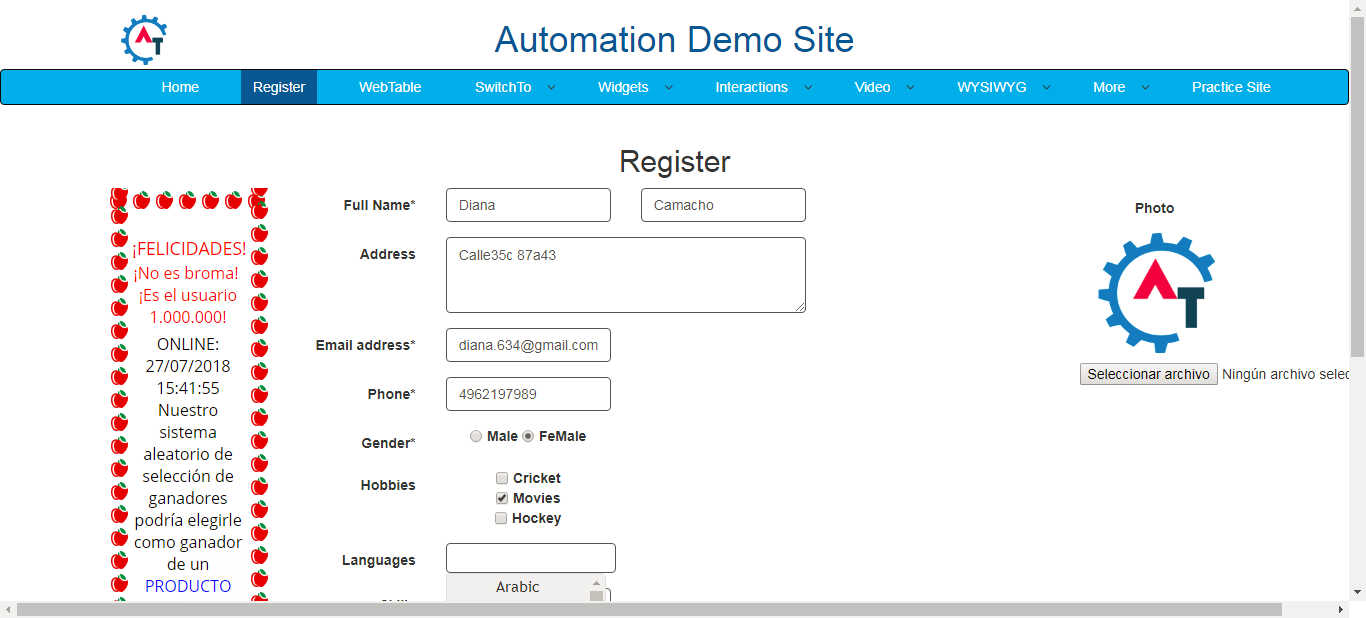 Automation Demo Site
Home Register WebTable SwitchTo Widgets Interactions Video WYSIWYG More Practice Site
Register
¡FELICIDADES!
¡No es broma!
¡Es el usuario
1.000.000!
ONLINE:
27/07/2018
15:41:55
Nuestro
sistema
aleatorio de
selección de
ganadores
podría elegirle
como ganador
de un
PRODUCTO
Full Name* Diana Camacho
Address Calle35c 87a43
Email address* diana.634@gmail.com
Phone* 4962197989
Gender* Male FeMale
Hobbies Cricket
Movies
Hockey
Languages
Arabic
Photo
AT
Seleccionar archivo Ningún archivo selec